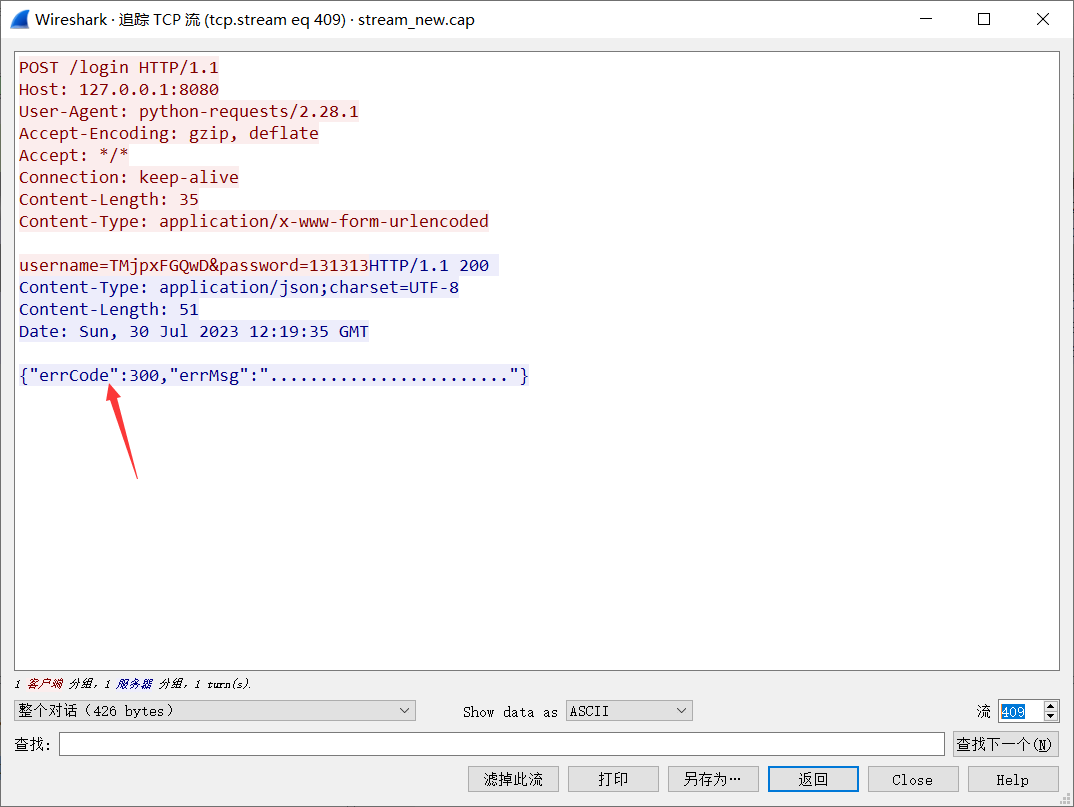 Wireshark · 追踪 TCP 流 (tcp.stream eq 409) · stream_new.cap
POST /login HTTP/1.1
Host: 127.0.0.1:8080
User-Agent: python-requests/2.28.1
Accept-Encoding: gzip, deflate
Accept: */*
Connection: keep-alive
Content-Length: 35
Content-Type: application/x-www-form-urlencoded
username=TMjpxFGQwD&password=131313HTTP/1.1 200
Content-Type: application/json;charset=UTF-8
Content-Length: 51
Date: Sun, 30 Jul 2023 12:19:35 GMT
{"errCode":300,"errMsg":"........................"}
1 客户端 分组, 1 服务器 分组, 1 turn(s).
整个对话（426 bytes） Show data as ASCII 流 409
查找: 查找下一个(N)
滤掉此流 打印 另存为… 返回 Close Help